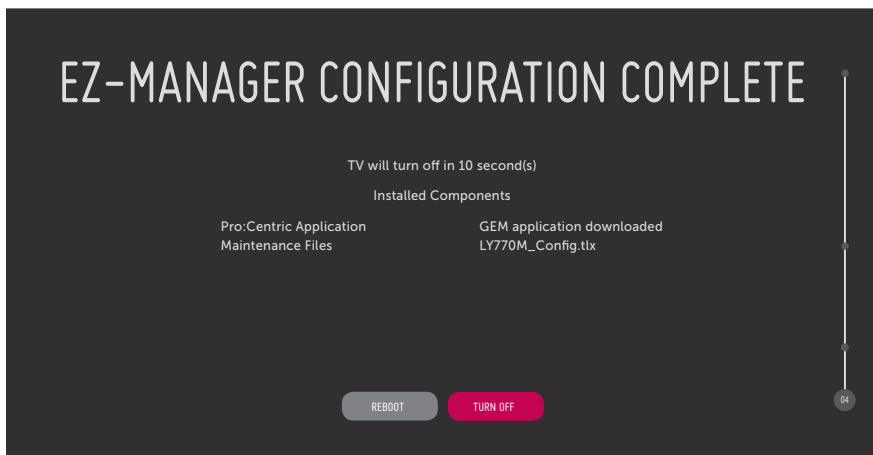 EZ-MANAGER CONFIGURATION COMPLETE
TV will turn off in 10 second(s)
Installed Components
Pro:Centric Application GEM application downloaded
Maintenance Files LY770M_Config.tlx
REBOOT TURN OFF
04